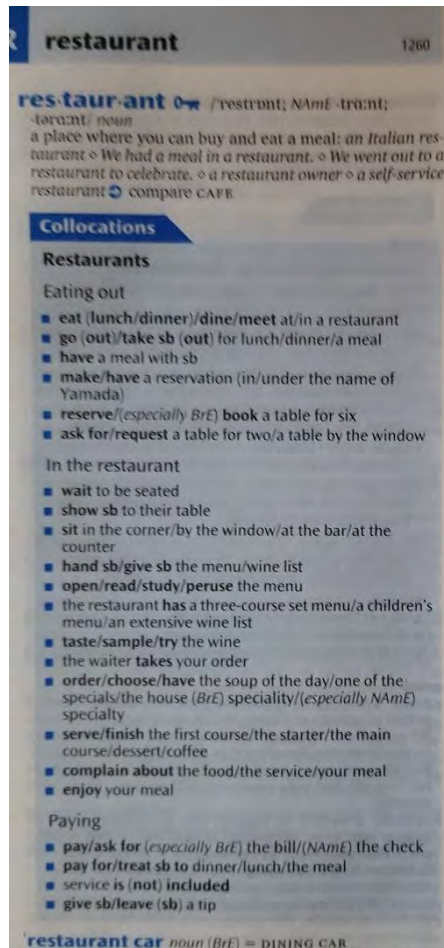 R restaurant 1260
res·taur·ant /ˈrestrɒnt; NAmE -trɑːnt;
-tərɑːnt/ noun
a place where you can buy and eat a meal: an Italian res-
taurant ◇ We had a meal in a restaurant. ◇ We went out to a
restaurant to celebrate. ◇ a restaurant owner ◇ a self-service
restaurant ➲ compare CAFE
Collocations
Restaurants
Eating out
■ eat (lunch/dinner)/dine/meet at/in a restaurant
■ go (out)/take sb (out) for lunch/dinner/a meal
■ have a meal with sb
■ make/have a reservation (in/under the name of
Yamada)
■ reserve/(especially BrE) book a table for six
■ ask for/request a table for two/a table by the window
In the restaurant
■ wait to be seated
■ show sb to their table
■ sit in the corner/by the window/at the bar/at the
counter
■ hand sb/give sb the menu/wine list
■ open/read/study/peruse the menu
■ the restaurant has a three-course set menu/a children's
menu/an extensive wine list
■ taste/sample/try the wine
■ the waiter takes your order
■ order/choose/have the soup of the day/one of the
specials/the house (BrE) speciality/(especially NAmE)
specialty
■ serve/finish the first course/the starter/the main
course/dessert/coffee
■ complain about the food/the service/your meal
■ enjoy your meal
Paying
■ pay/ask for (especially BrE) the bill/(NAmE) the check
■ pay for/treat sb to dinner/lunch/the meal
■ service is (not) included
■ give sb/leave (sb) a tip
ˈrestaurant car noun (BrE) = DINING CAR